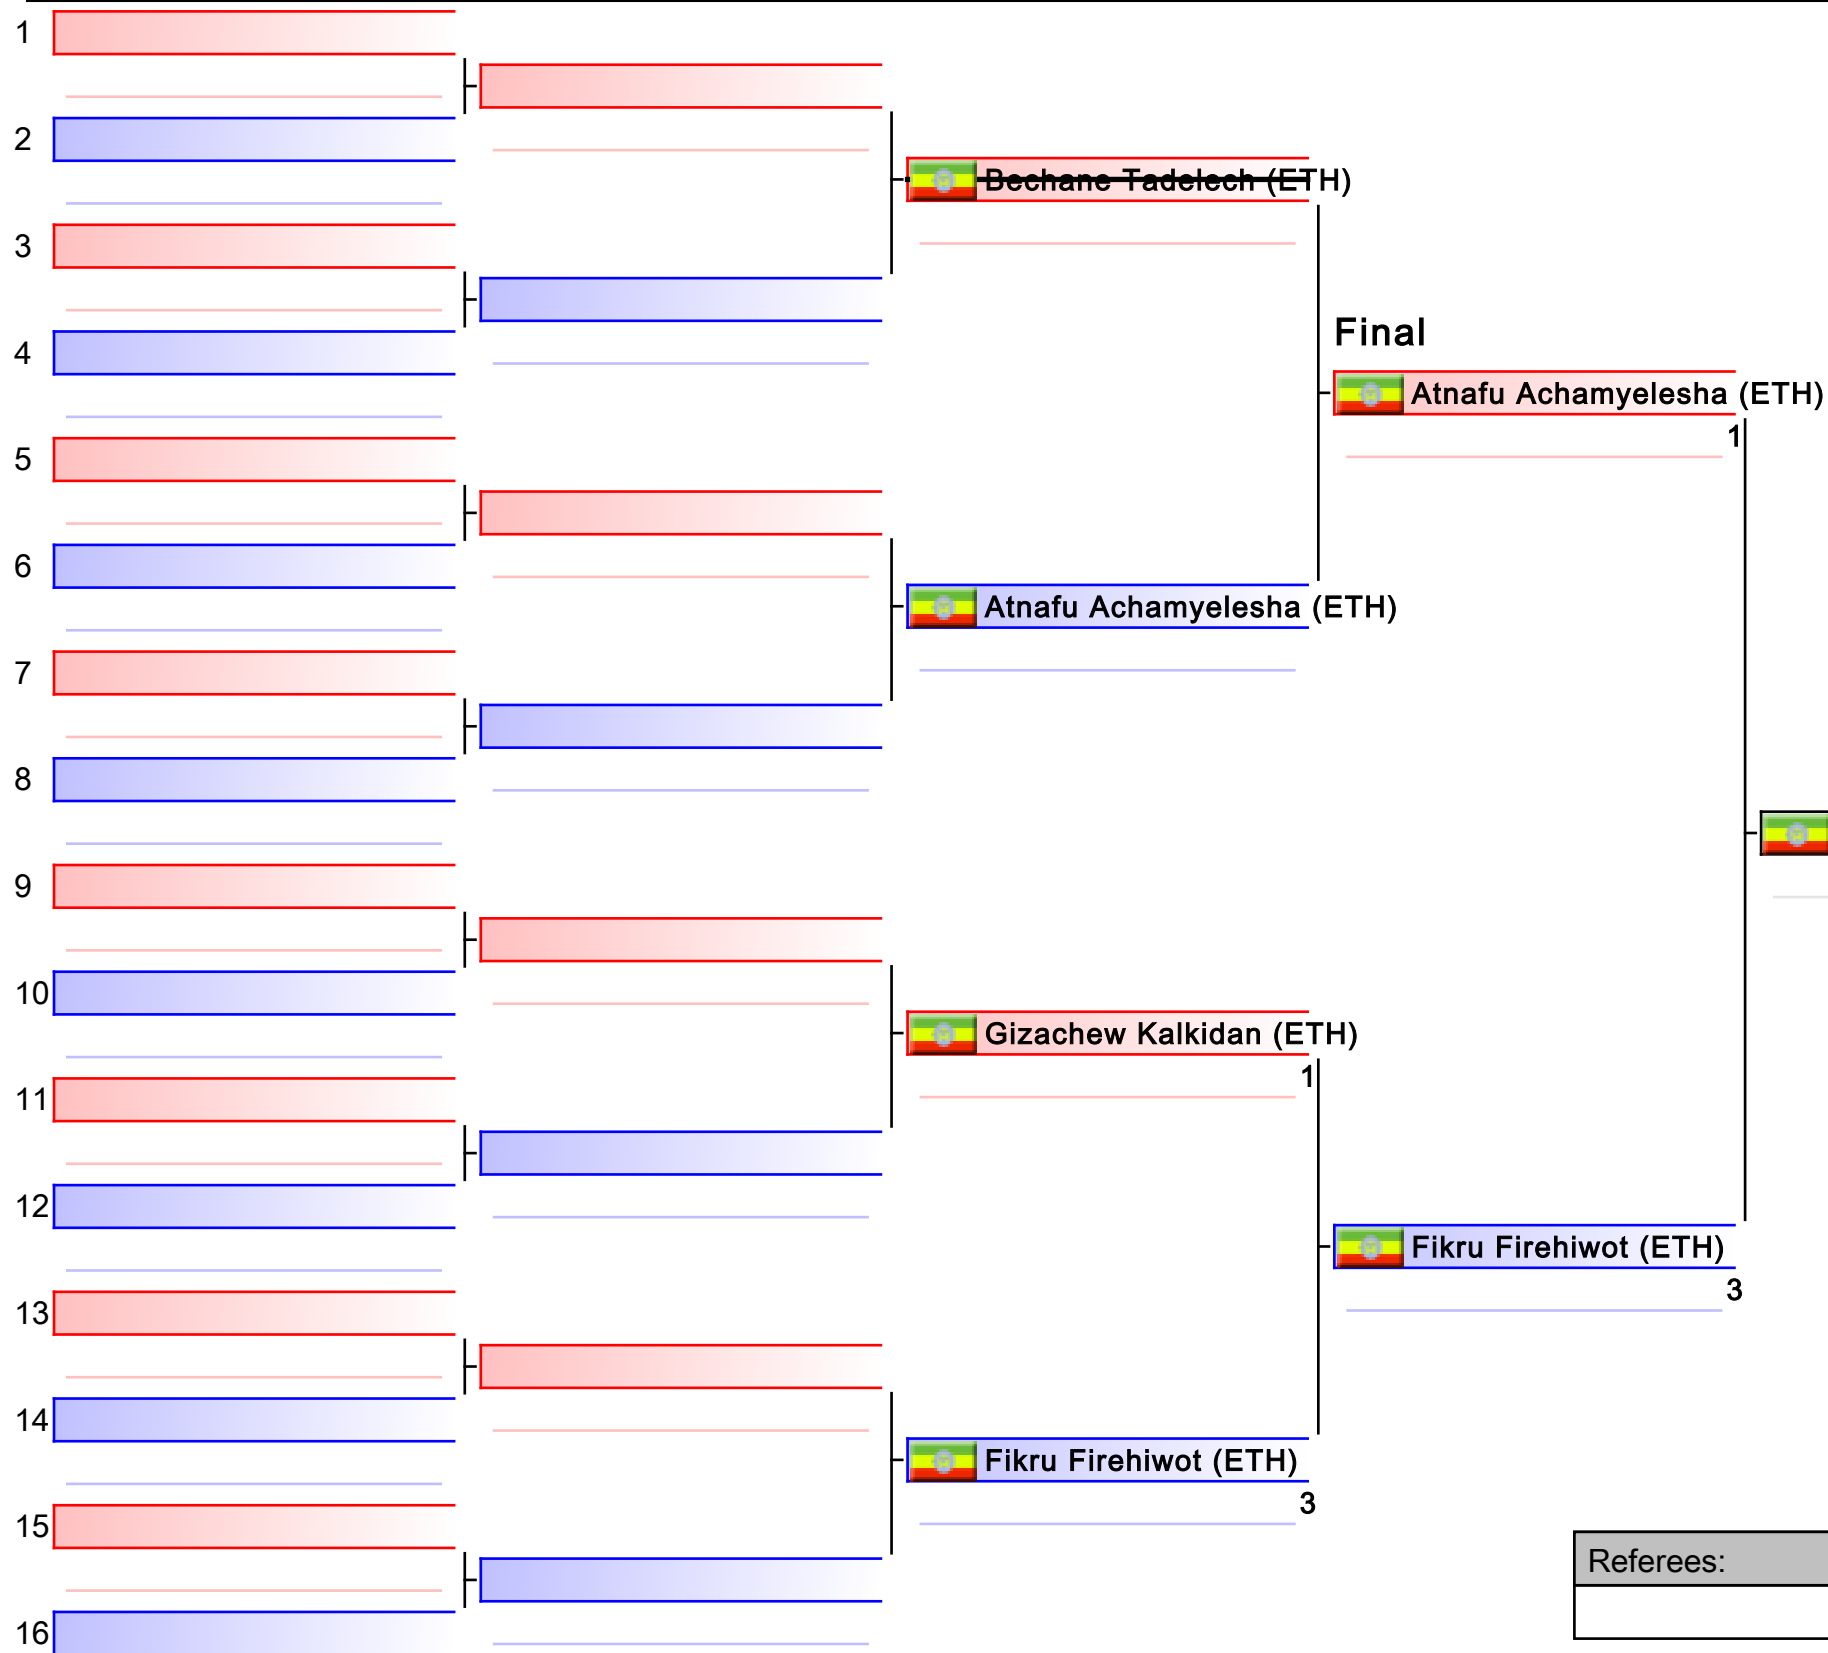 1
2
Bechane Tadelech (ETH)
3
Final
4
Atnafu Achamyelesha (ETH)
1
5
6
Atnafu Achamyelesha (ETH)
7
8
9
10
Gizachew Kalkidan (ETH)
1
11
12
Fikru Firehiwot (ETH)
3
13
14
Fikru Firehiwot (ETH)
3
15
Referees:
16